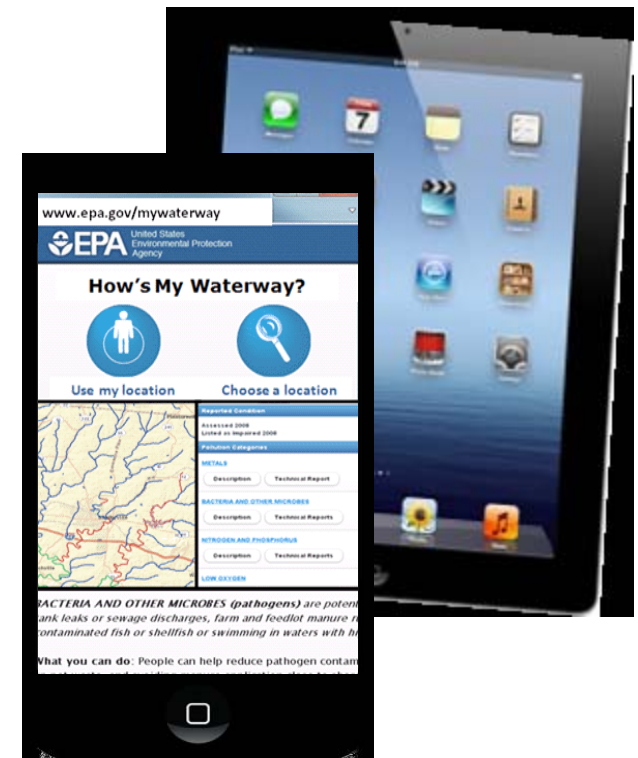 7
www.epa.gov/mywaterway
EPA United States
Environmental Protection
Agency
How's My Waterway?
Use my location
Choose a location
Reported Condition
Assessed 2008
Listed as Impaired 2008
Pollution Categories
METALS
Description Technical Report
BACTERIA AND OTHER MICROBES
Description Technical Reports
NITROGEN AND PHOSPHORUS
Description Technical Reports
LOW OXYGEN
BACTERIA AND OTHER MICROBES (pathogens) are poten
tank leaks or sewage discharges, farm and feedlot manure r
contaminated fish or shellfish or swimming in waters with hi
What you can do: People can help reduce pathogen contam